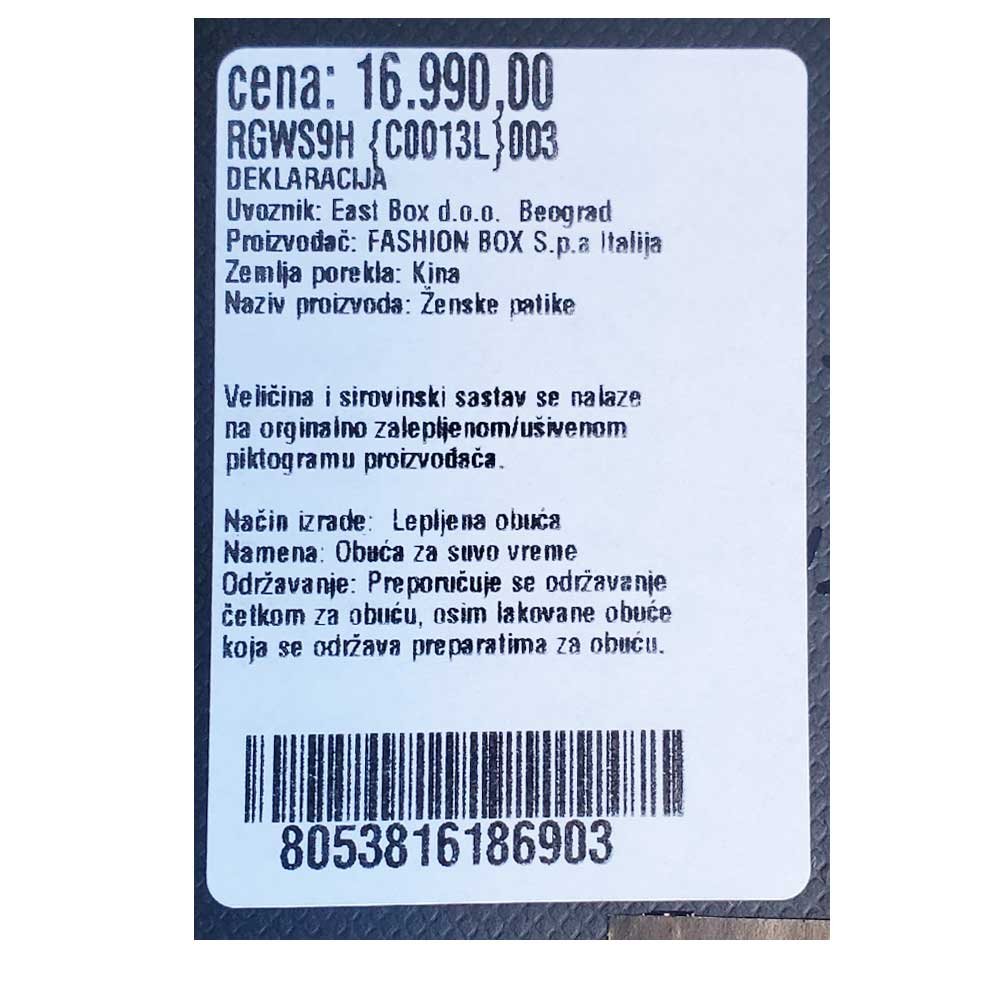 cena: 16.990,00
RGWS9H {C0013L}003
DEKLARACIJA
Uvoznik: East Box d.o.o. Beograd
Proizvođač: FASHION BOX S.p.a Italija
Zemlja porekla: Kina
Naziv proizvoda: Ženske patike
Veličina i sirovinski sastav se nalaze
na orginalno zalepljenom/ušivenom
piktogramu proizvođača.
Način izrade: Lepljena obuća
Namena: Obuća za suvo vreme
Održavanje: Preporučuje se održavanje
četkom za obuću, osim lakovane obuće
koja se održava preparatima za obuću.
8053816186903